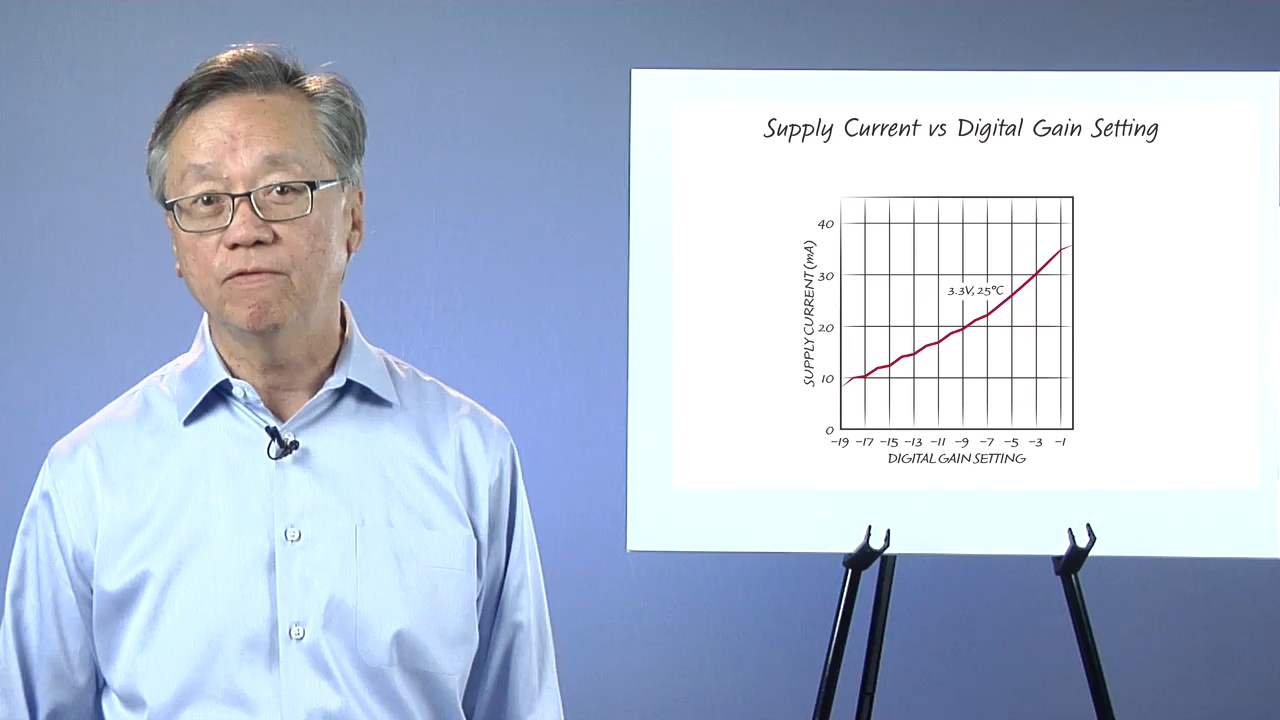 Supply Current vs Digital Gain Setting
SUPPLY CURRENT (mA)
40
30
20
10
0
3.3V, 25°C
−19 −17 −15 −13 −11 −9 −7 −5 −3 −1
DIGITAL GAIN SETTING